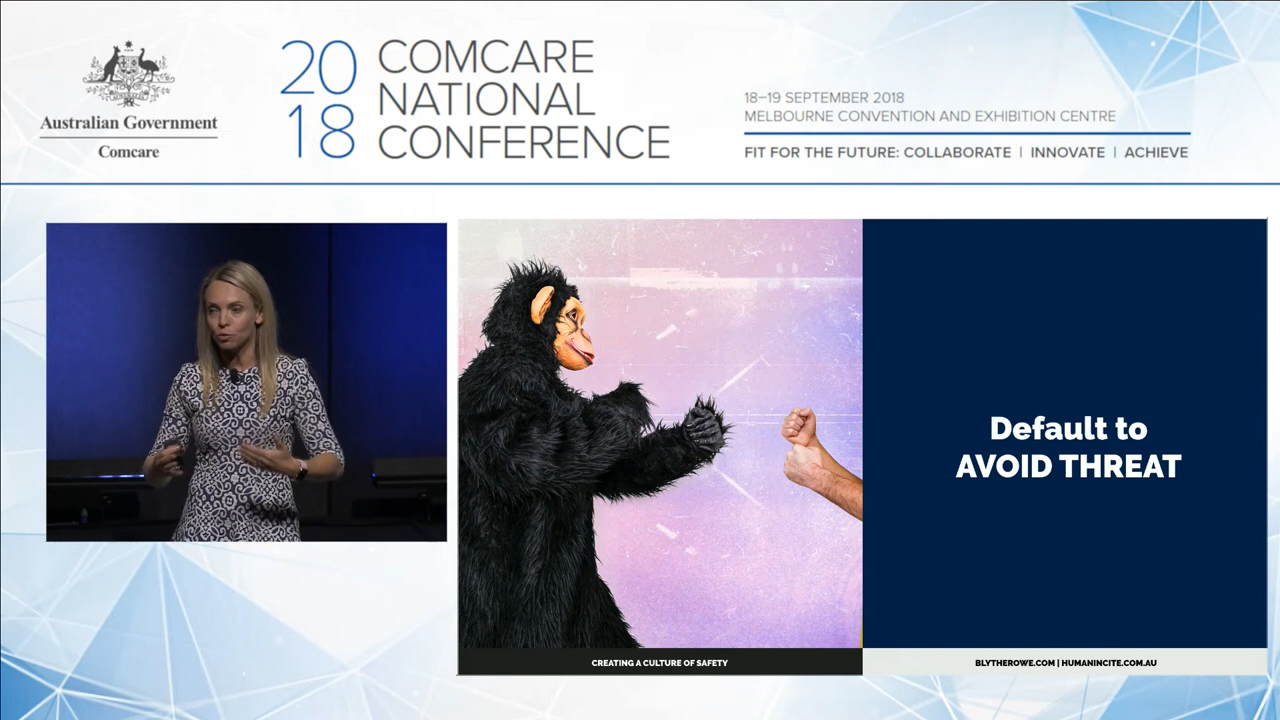 Australian Government
Comcare
20
18
COMCARE
NATIONAL
CONFERENCE
18–19 SEPTEMBER 2018
MELBOURNE CONVENTION AND EXHIBITION CENTRE
FIT FOR THE FUTURE: COLLABORATE | INNOVATE | ACHIEVE
Default to
AVOID THREAT
CREATING A CULTURE OF SAFETY
BLYTHEROWE.COM | HUMANINCITE.COM.AU